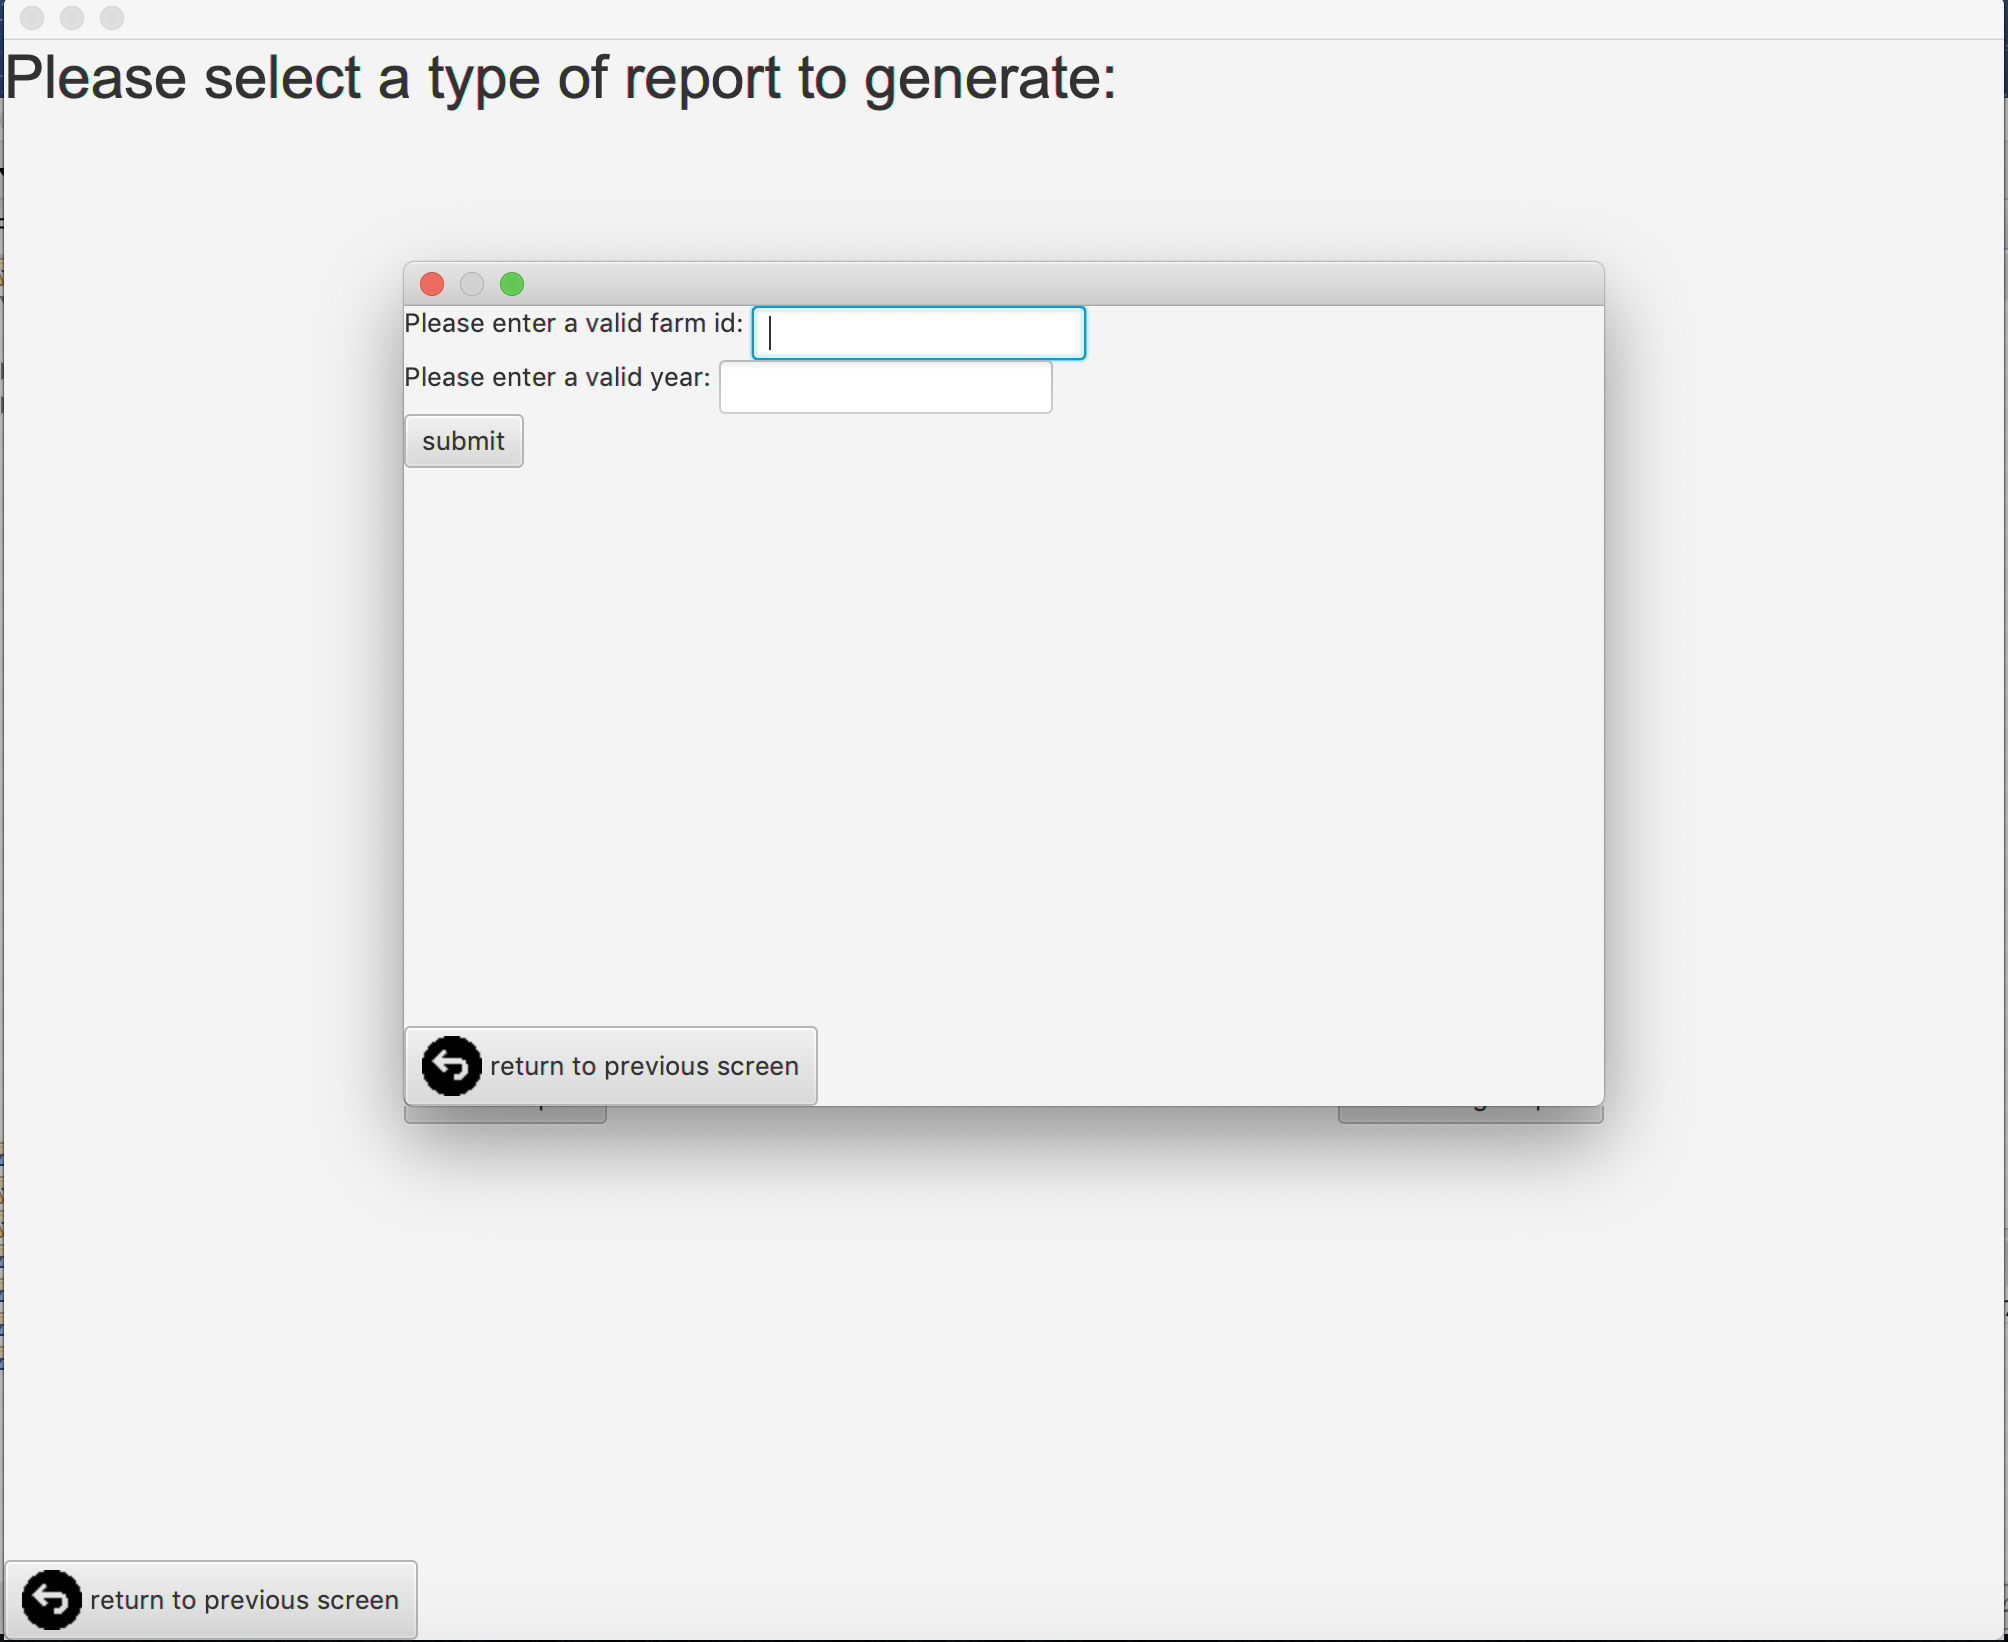 Please select a type of report to generate:
Please enter a valid farm id:
Please enter a valid year:
submit
return to previous screen
return to previous screen